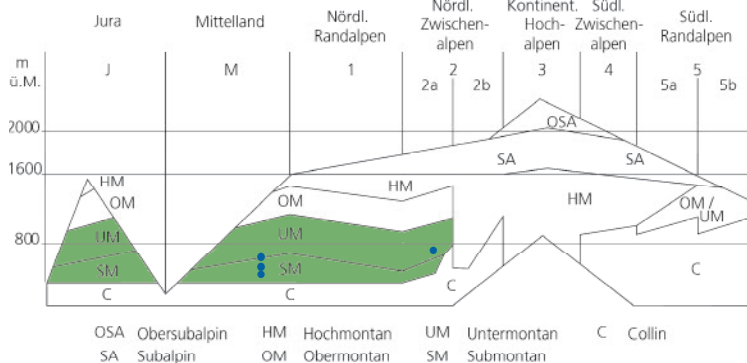 Jura Mittelland Nördl. Randalpen Nördl. Zwischen- alpen Kontinent. Hoch- alpen Südl. Zwischen- alpen Südl. Randalpen
m ü.M. J M 1 2 3 4 5
2a 2b 5a 5b
2000
OSA
1600 SA SA
HM HM
OM OM HM OM / UM
UM UM
800
SM SM C
C C C
OSA Obersubalpin HM Hochmontan UM Untermontan C Collin
SA Subalpin OM Obermontan SM Submontan